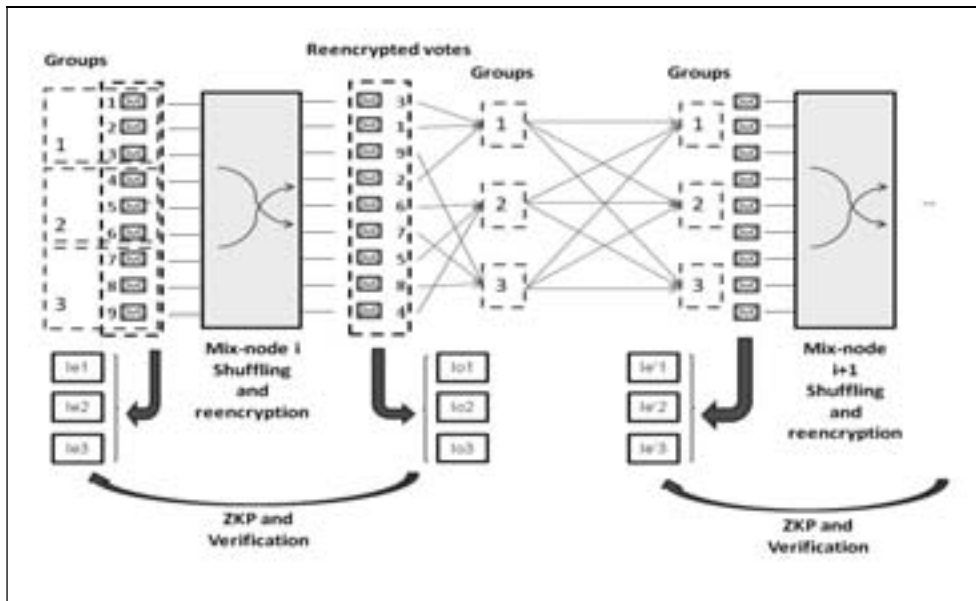 Reencrypted votes
Groups
Groups
Groups
1
2
3
1
2
3
4
5
6
7
8
9
3
1
9
2
6
7
5
8
4
1
2
3
1
2
3
...
Mix-node i
Shuffling
and
reencryption
Mix-node
i+1
Shuffling
and
reencryption
Ie1
Ie2
Ie3
Io1
Io2
Io3
Ie'1
Ie'2
Ie'3
ZKP and
Verification
ZKP and
Verification